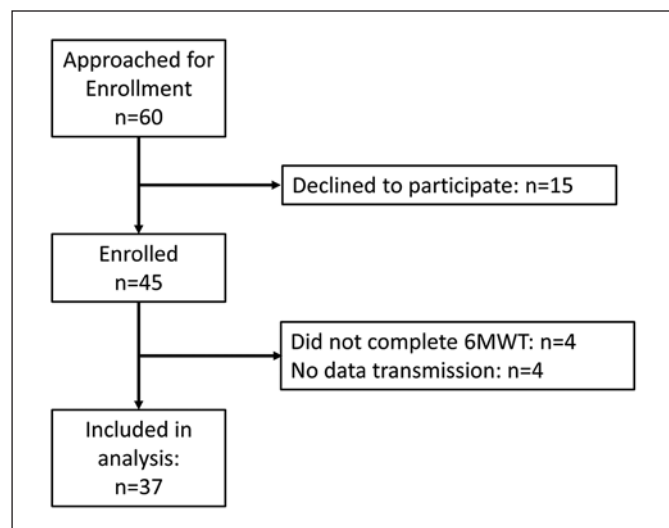 Approached for
Enrollment
n=60
Declined to participate: n=15
Enrolled
n=45
Did not complete 6MWT: n=4
No data transmission: n=4
Included in
analysis:
n=37